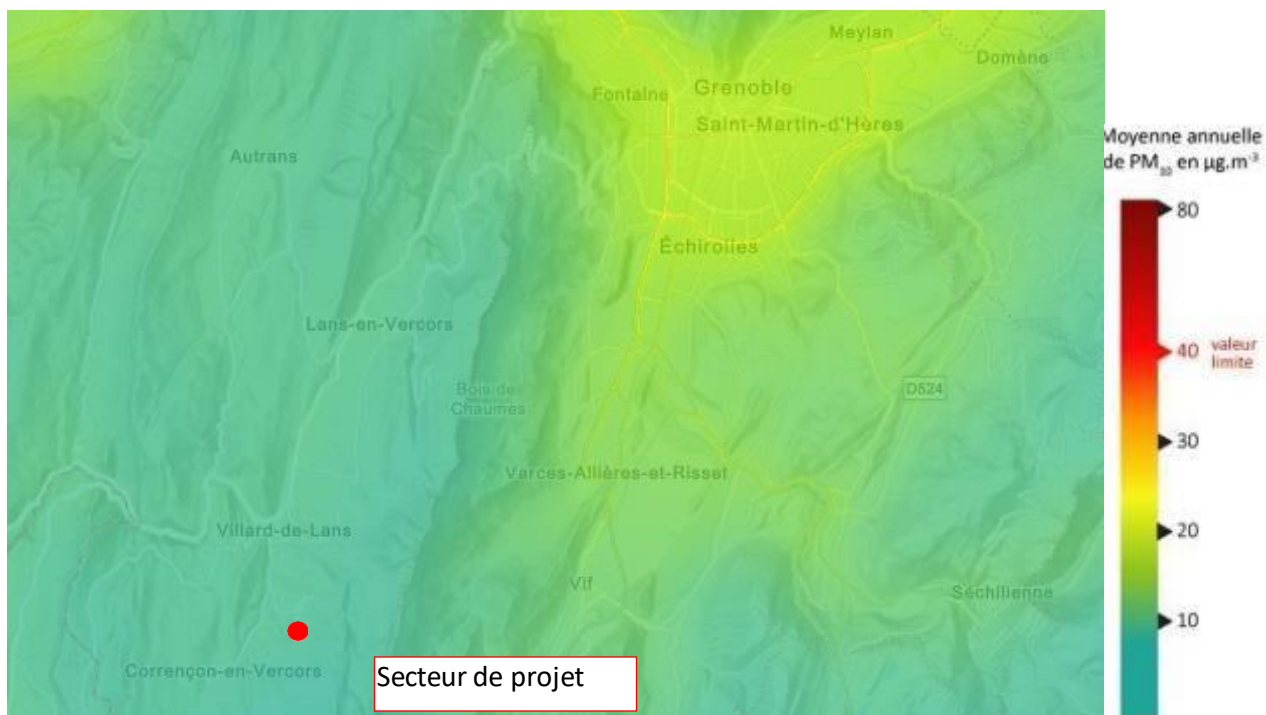 Meylan
Domène
Fontaine
Grenoble
Saint-Martin-d'Hères
Autrans
Échirolles
Lans-en-Vercors
Bois des
Chaumes
D524
Varces-Allières-et-Risset
Villard-de-Lans
Vif
Séchilienne
Corrençon-en-Vercors
Secteur de projet
Moyenne annuelle
de PM₁₀ en µg.m⁻³
80
40 valeur
limite
30
20
10